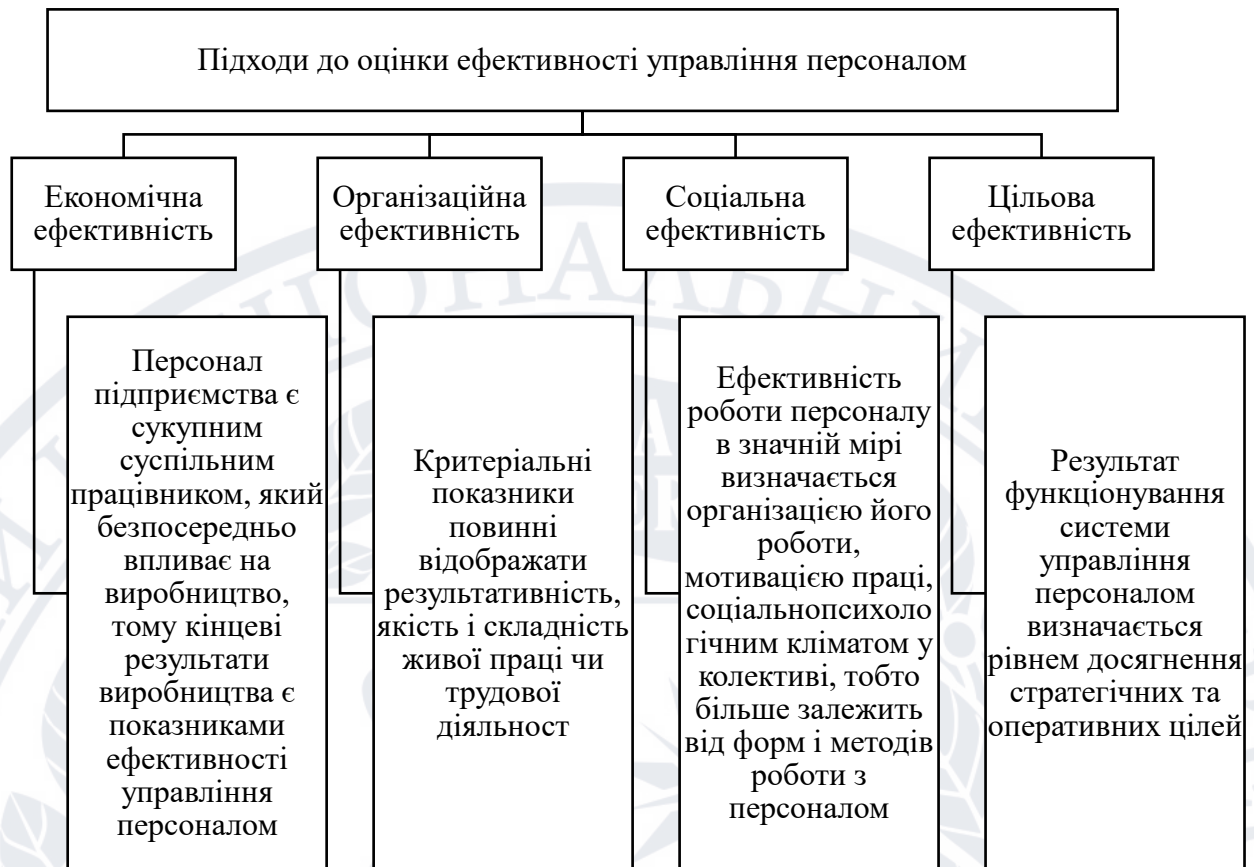 Підходи до оцінки ефективності управління персоналом
Економічна
ефективність
Організаційна
ефективність
Соціальна
ефективність
Цільова
ефективність
Персонал
підприємства є
сукупним
суспільним
працівником, який
безпосередньо
впливає на
виробництво,
тому кінцеві
результати
виробництва є
показниками
ефективності
управління
персоналом
Критеріальні
показники
повинні
відображати
результативність,
якість і складність
живої праці чи
трудової
діяльност
Ефективність
роботи персоналу
в значній мірі
визначається
організацією його
роботи,
мотивацією праці,
соціальнопсихоло
гічним кліматом у
колективі, тобто
більше залежить
від форм і методів
роботи з
персоналом
Результат
функціонування
системи
управління
персоналом
визначається
рівнем досягнення
стратегічних та
оперативних цілей